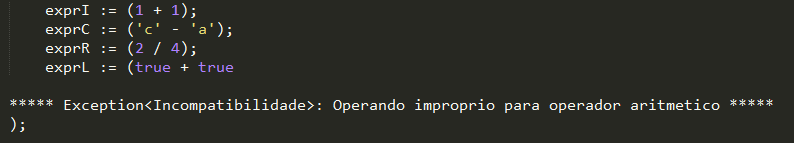 exprI := (1 + 1);
exprC := ('c' - 'a');
exprR := (2 / 4);
exprL := (true + true
***** Exception<Incompatibilidade>: Operando improprio para operador aritmetico *****
);